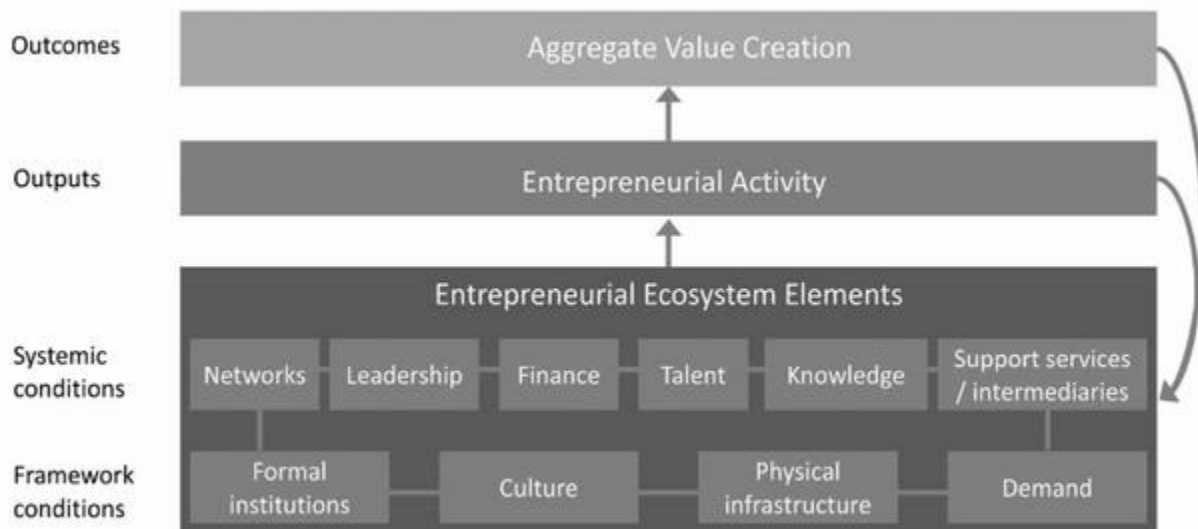 Outcomes
Aggregate Value Creation
Outputs
Entrepreneurial Activity
Entrepreneurial Ecosystem Elements
Systemic
conditions
Networks
Leadership
Finance
Talent
Knowledge
Support services
/ intermediaries
Framework
conditions
Formal
institutions
Culture
Physical
infrastructure
Demand